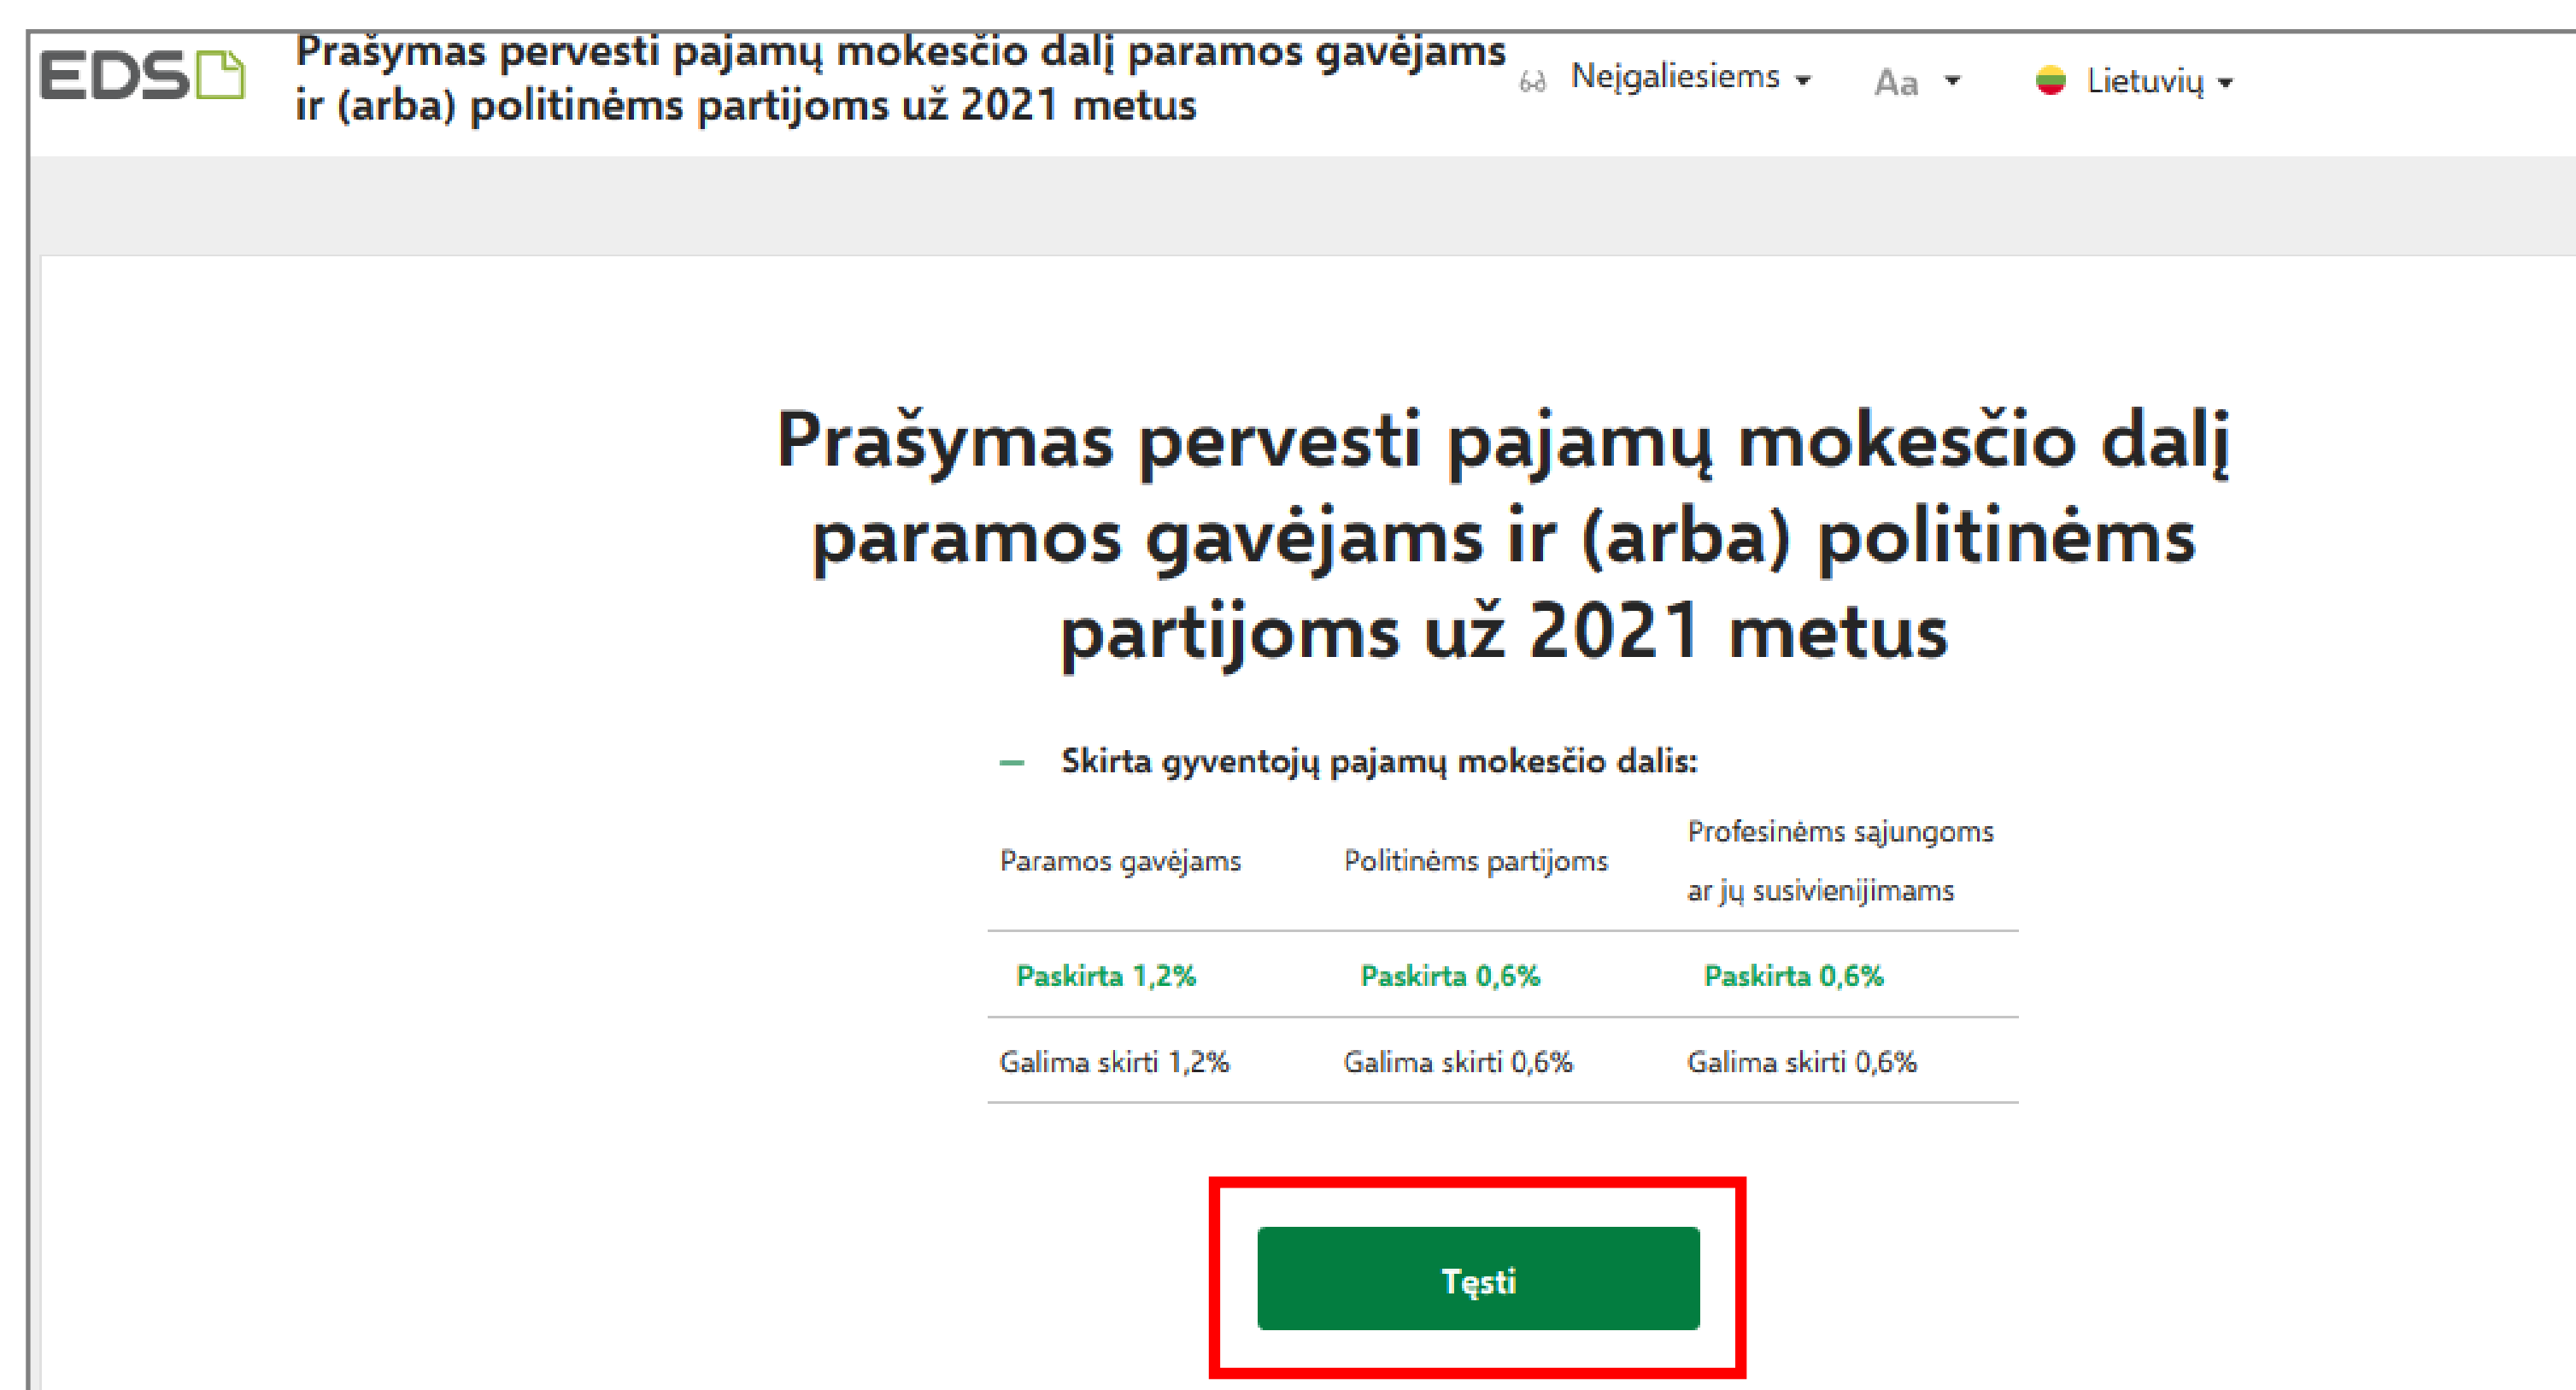 EDS
Prašymas pervesti pajamų mokesčio dalį paramos gavėjams
ir (arba) politinėms partijoms už 2021 metus
Neįgaliesiems
Aa
Lietuvių
Prašymas pervesti pajamų mokesčio dalį
paramos gavėjams ir (arba) politinėms
partijoms už 2021 metus
– Skirta gyventojų pajamų mokesčio dalis:
Paramos gavėjams
Politinėms partijoms
Profesinėms sąjungoms
ar jų susivienijimams
Paskirta 1,2%
Paskirta 0,6%
Paskirta 0,6%
Galima skirti 1,2%
Galima skirti 0,6%
Galima skirti 0,6%
Tęsti